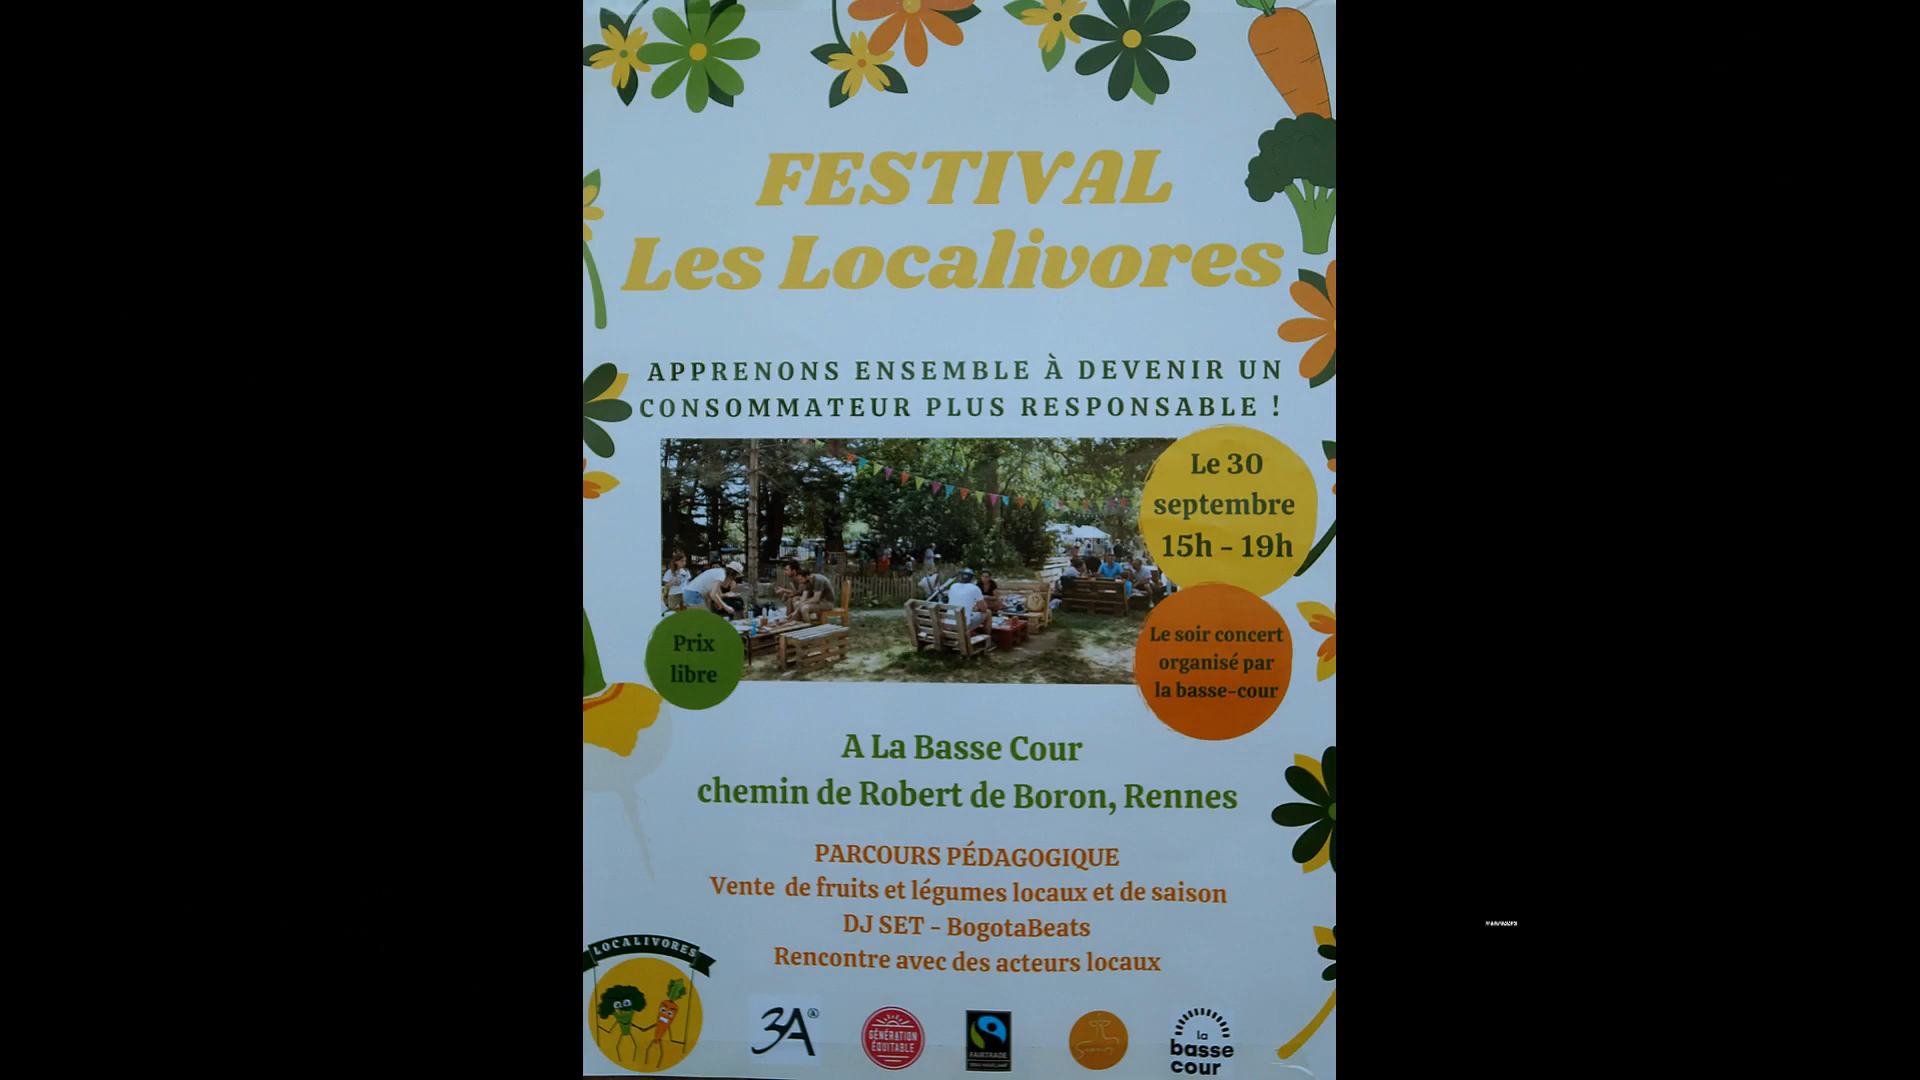 FESTIVAL
Les Localivores
APPRENONS ENSEMBLE À DEVENIR UN
CONSOMMATEUR PLUS RESPONSABLE !
Le 30
septembre
15h - 19h
Prix
libre
Le soir concert
organisé par
la basse-cour
A La Basse Cour
chemin de Robert de Boron, Rennes
PARCOURS PÉDAGOGIQUE
Vente de fruits et légumes locaux et de saison
DJ SET - BogotaBeats
Rencontre avec des acteurs locaux
LOCALIVORES
3A
GÉNÉRATION
ÉQUITABLE
FAIRTRADE
la
basse
cour